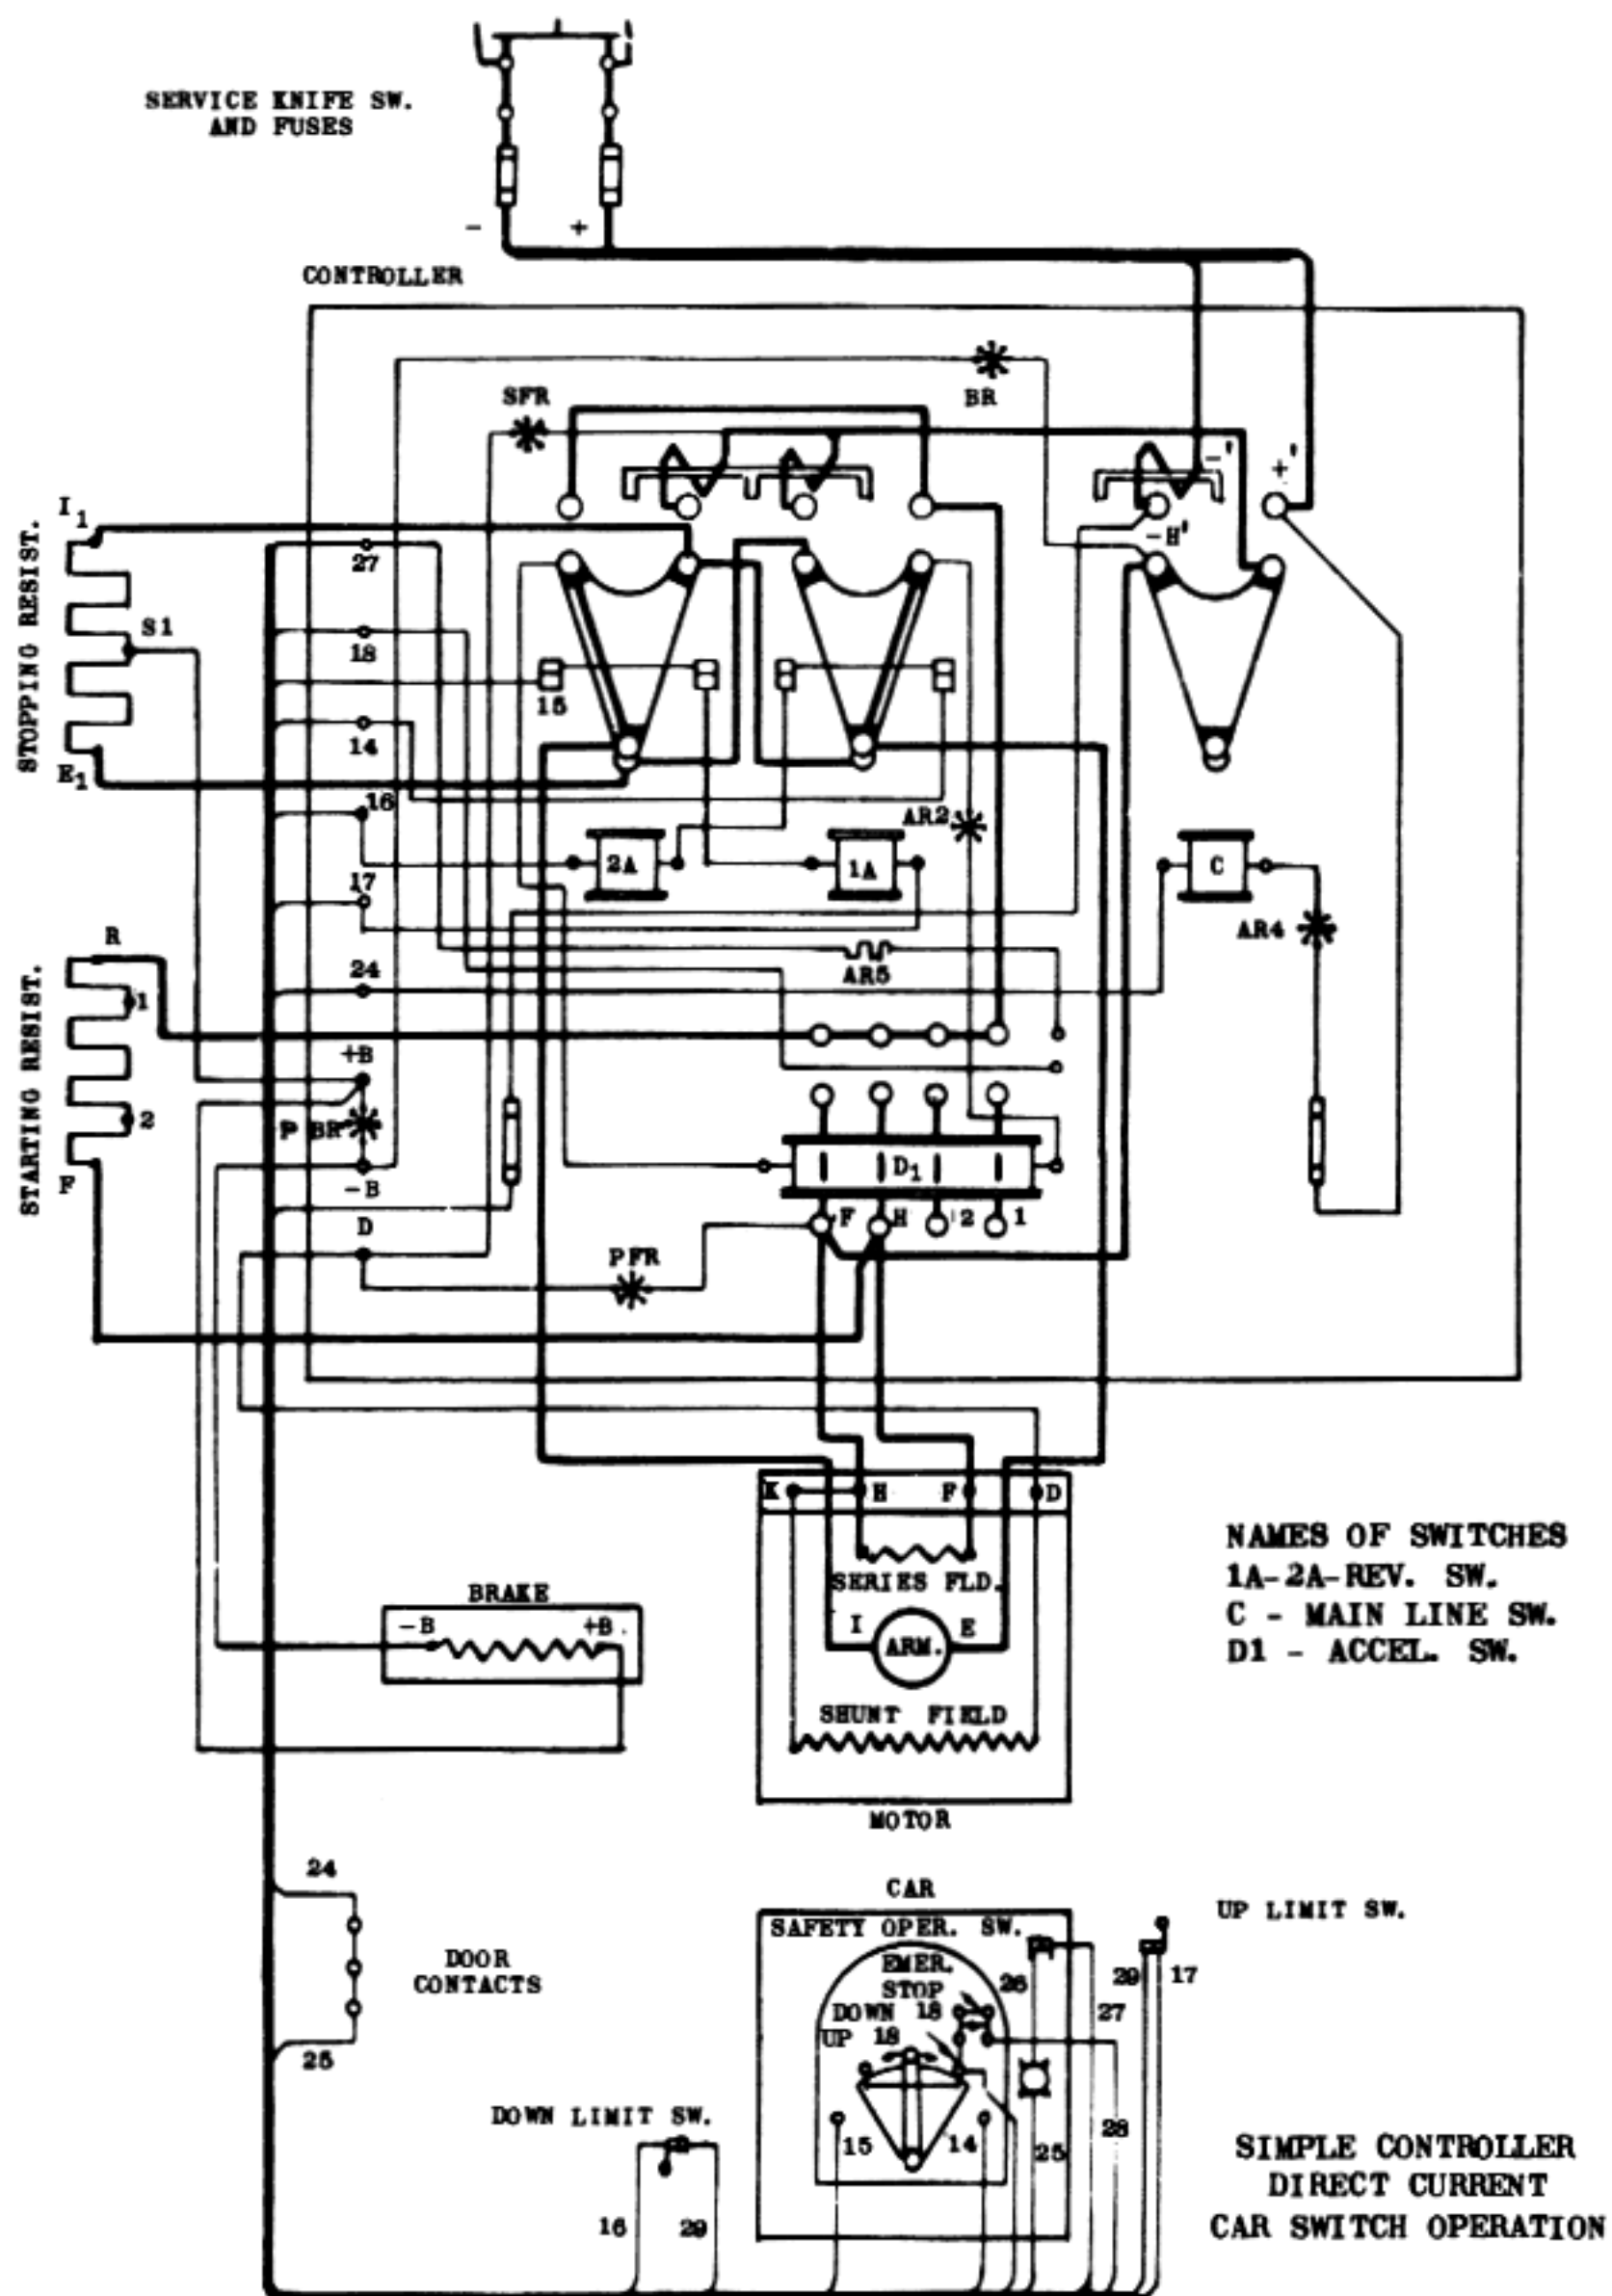 SERVICE KNIFE SW.
AND FUSES
-
+
CONTROLLER
BR
SFR
-'
+'
-H'
I1
27
STOPPING RESIST.
S1
18
15
14
E1
16
AR2
2A
1A
C
17
AR4
R
24
AR5
1
STARTING RESIST.
+B
2
P BR
D1
F
-B
F
H
2
1
D
PFR
K
H
F
D
SERIES FLD.
I
E
ARM.
SHUNT FIELD
MOTOR
NAMES OF SWITCHES
1A-2A-REV. SW.
C - MAIN LINE SW.
D1 - ACCEL. SW.
BRAKE
-B
+B
24
DOOR
CONTACTS
25
CAR
SAFETY OPER. SW.
EMER.
STOP
DOWN 18
UP 18
26
27
29
17
UP LIMIT SW.
15
14
25
28
DOWN LIMIT SW.
16
29
SIMPLE CONTROLLER
DIRECT CURRENT
CAR SWITCH OPERATION